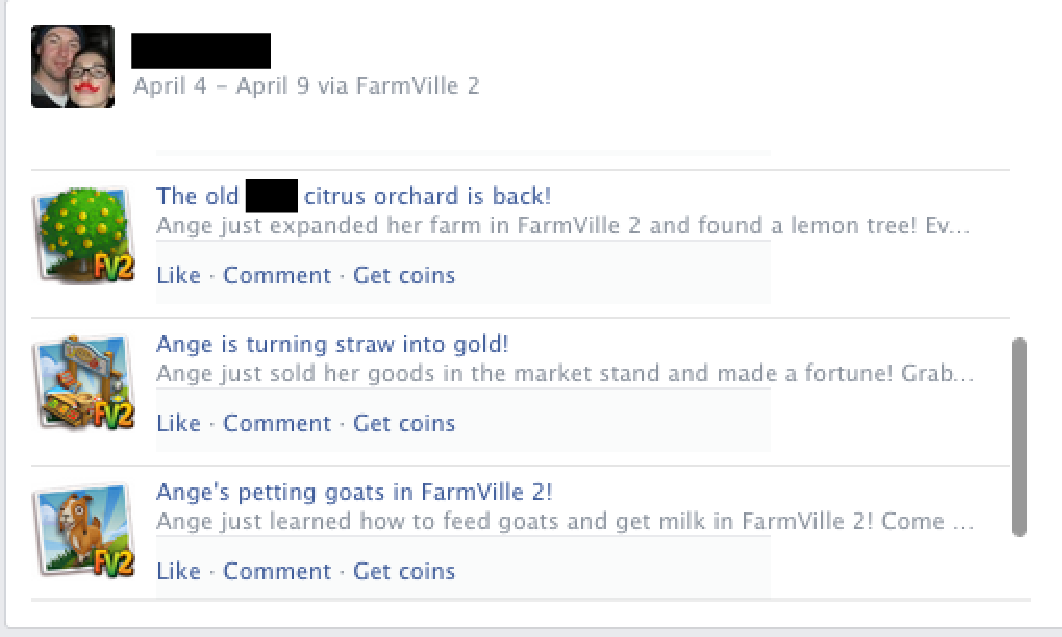 April 4 – April 9 via FarmVille 2
The old citrus orchard is back!
Ange just expanded her farm in FarmVille 2 and found a lemon tree! Ev...
FV2
Like · Comment · Get coins
Ange is turning straw into gold!
Ange just sold her goods in the market stand and made a fortune! Grab...
FV2
Like · Comment · Get coins
Ange's petting goats in FarmVille 2!
Ange just learned how to feed goats and get milk in FarmVille 2! Come ...
FV2
Like · Comment · Get coins